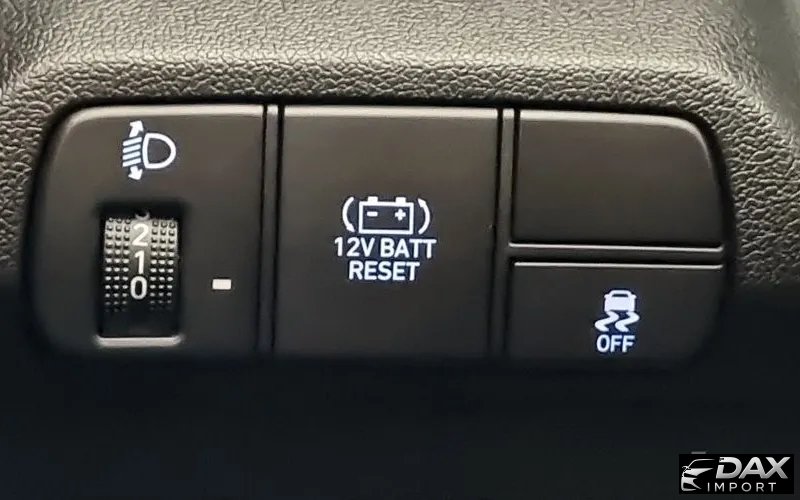 2
1
0
12V BATT
RESET
OFF
DAX
IMPORT